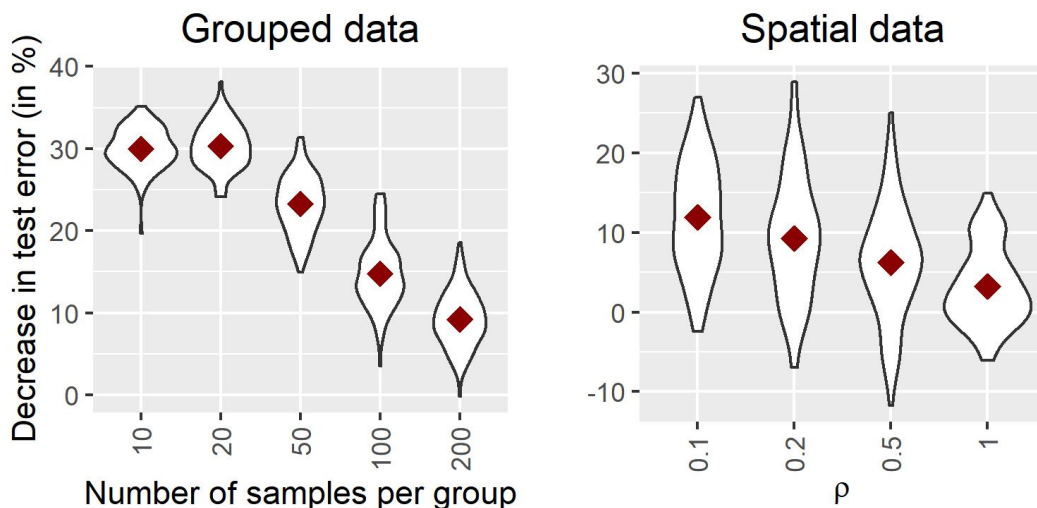 Grouped data
Decrease in test error (in %)
40
30
20
10
0
10 20 50 100 200
Number of samples per group
Spatial data
30
20
10
0
-10
0.1 0.2 0.5 1
ρ